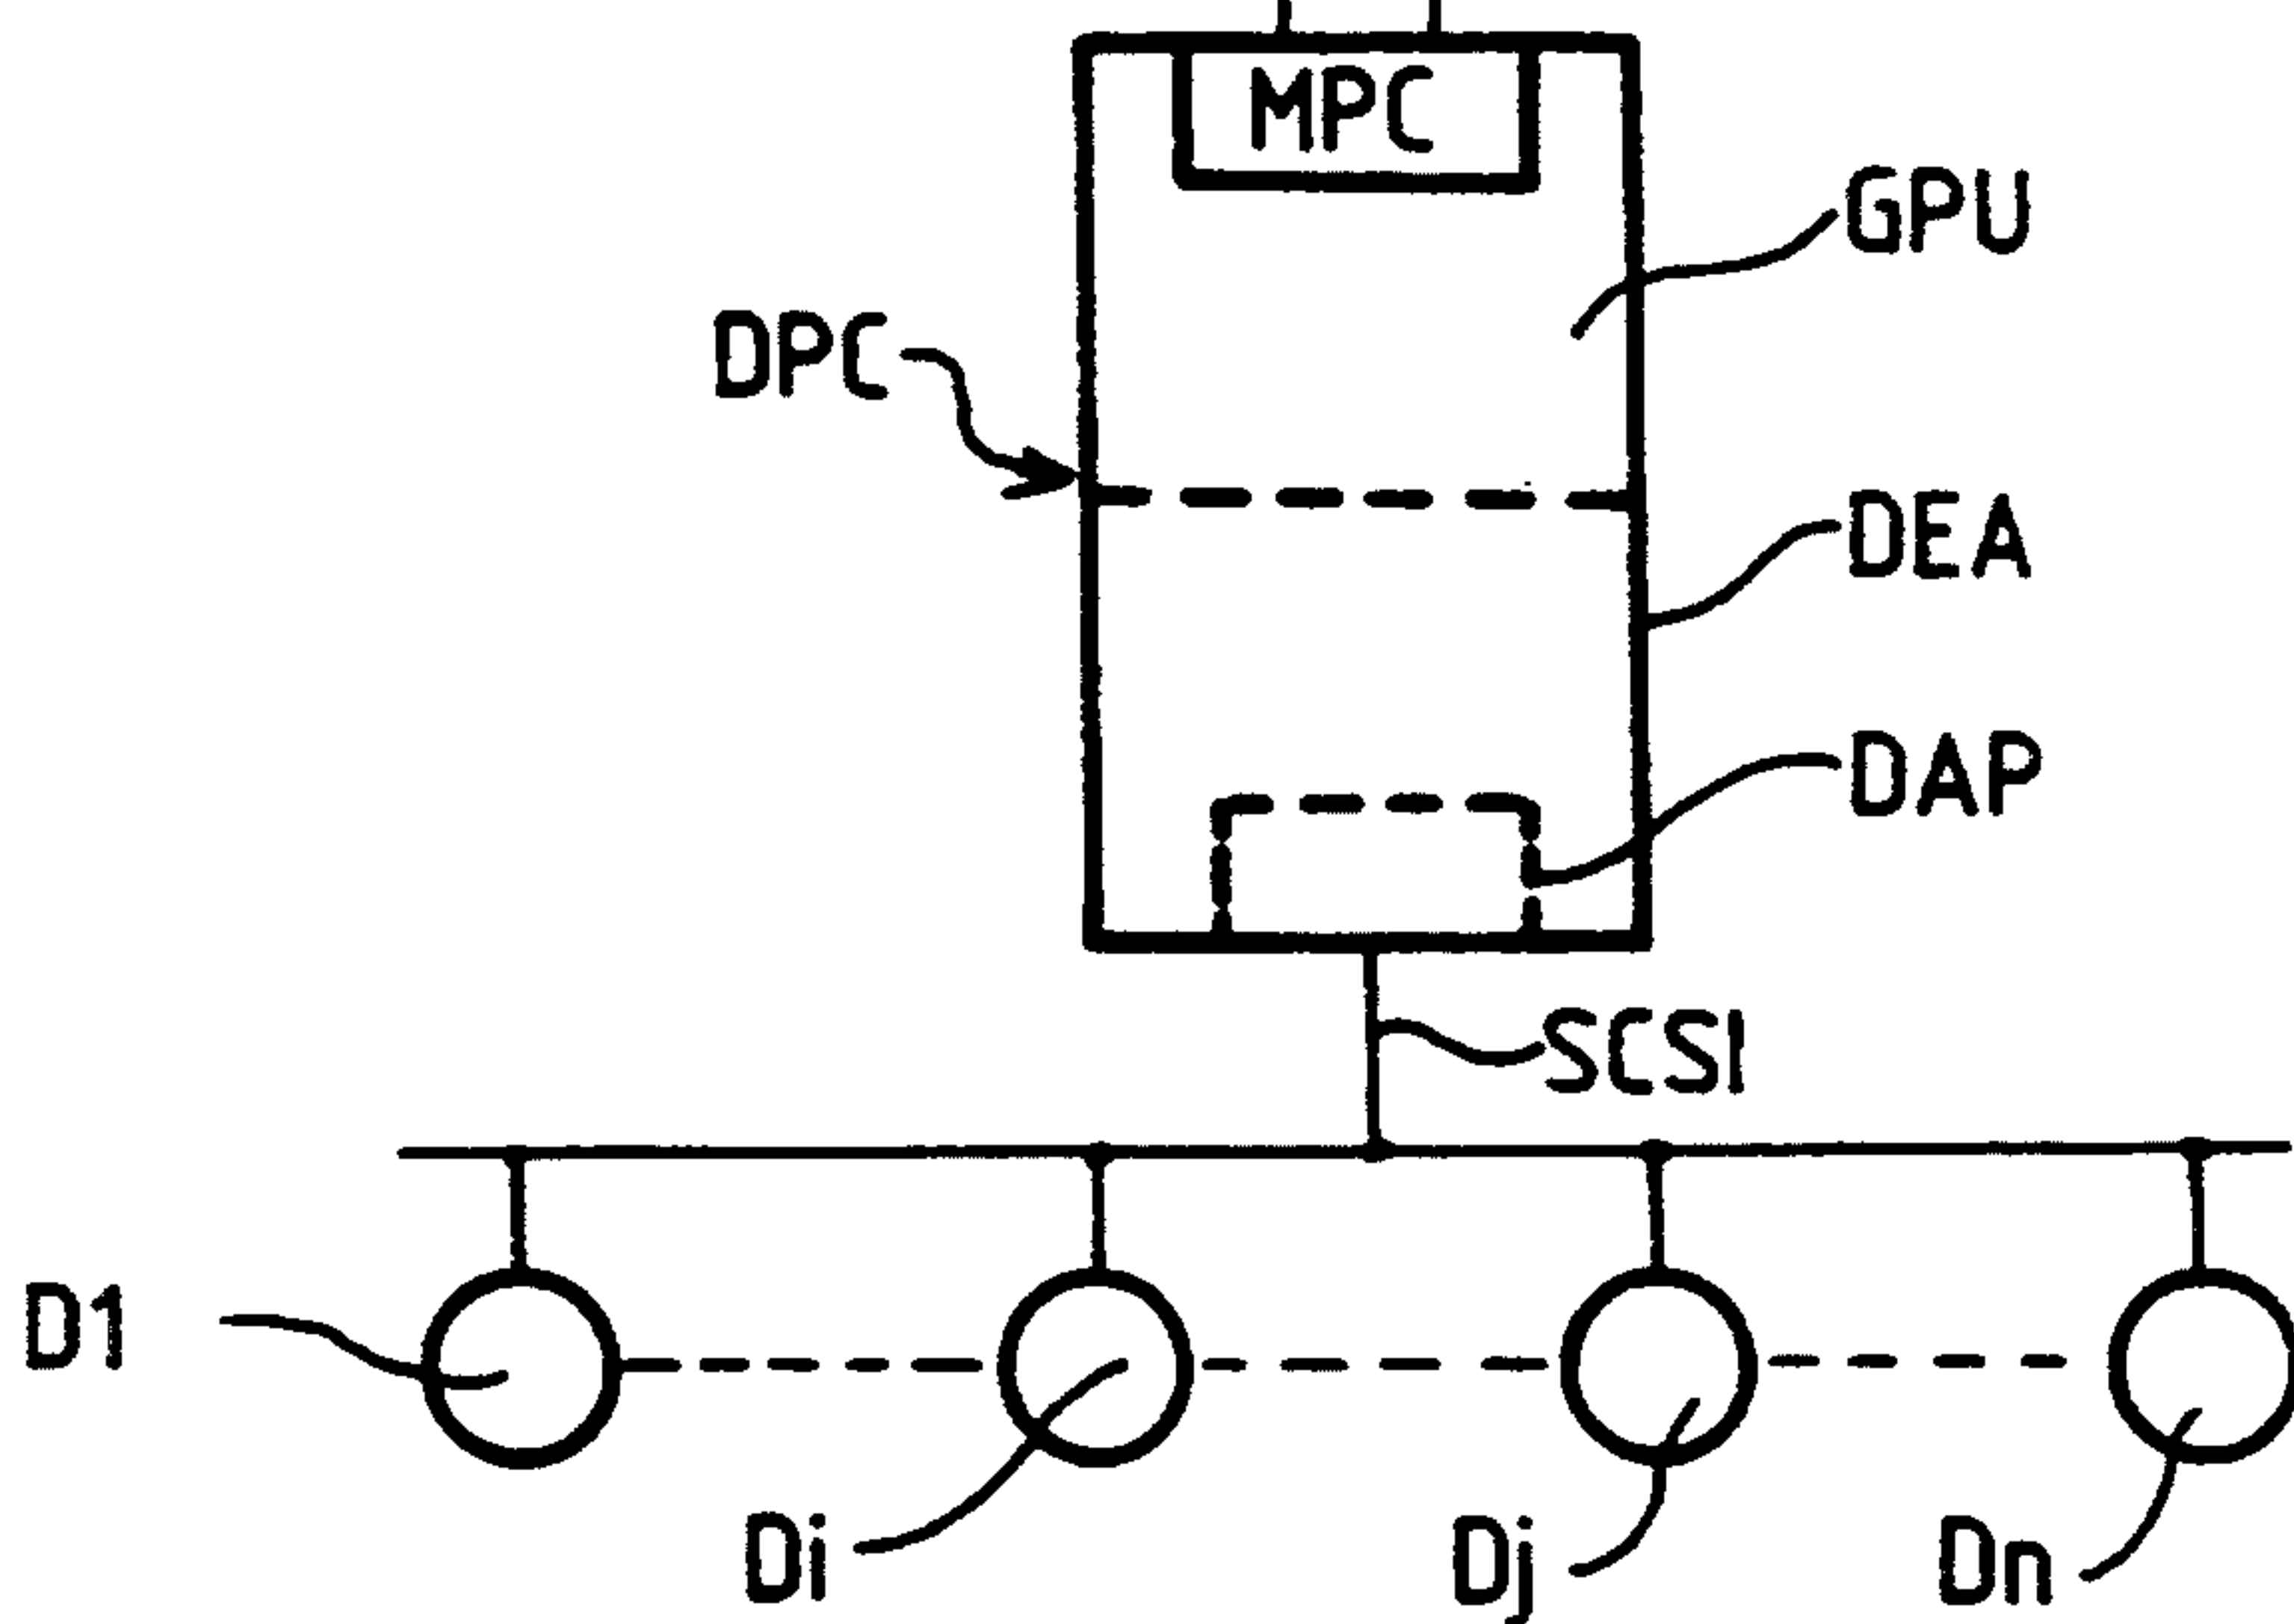 MPC
GPU
DPC
DEA
DAP
SCSI
D1
Di
Dj
Dn